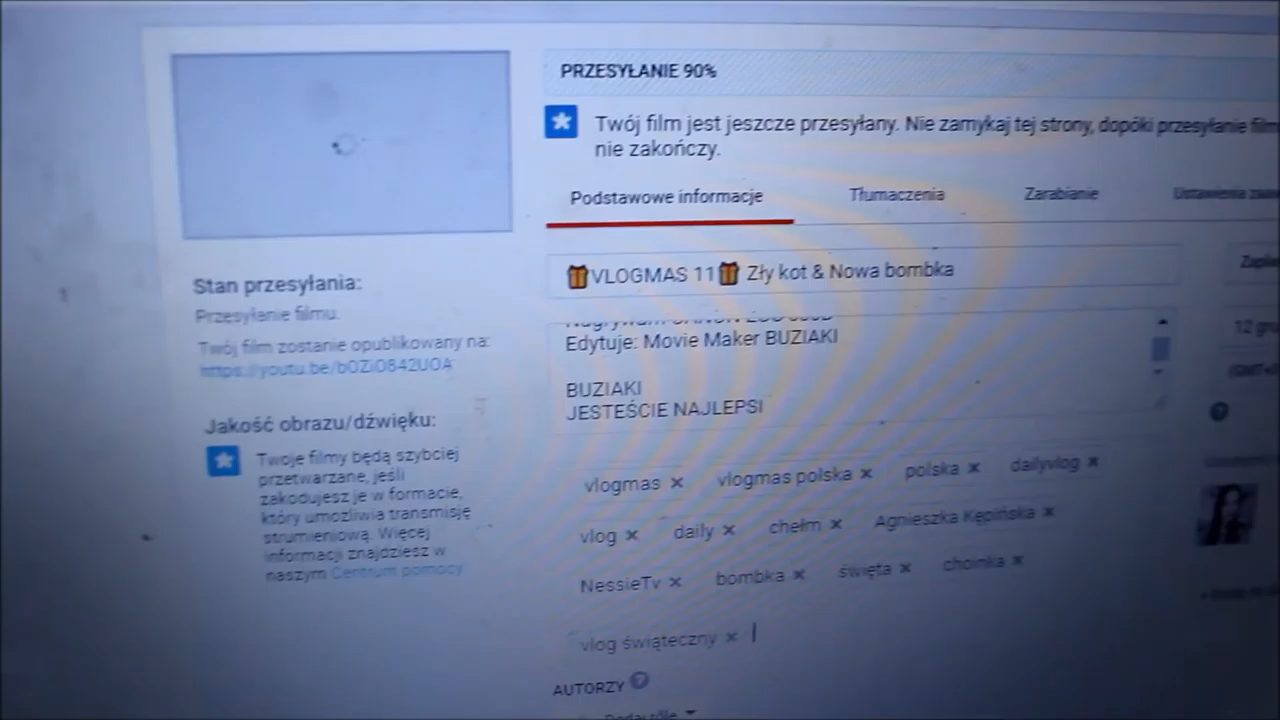 PRZESYŁANIE 90%
Twój film jest jeszcze przesyłany. Nie zamykaj tej strony, dopóki przesyłanie
nie zakończy.
Podstawowe informacje
Tłumaczenia
Zarabianie
Ustawienia
🎁VLOGMAS 11🎁 Zły kot & Nowa bombka
Edytuje: Movie Maker BUZIAKI
BUZIAKI
JESTEŚCIE NAJLEPSI
Stan przesyłania:
Przesyłanie filmu.
Twój film zostanie opublikowany na:
Jakość obrazu/dźwięku:
Twoje filmy będą szybciej
przetwarzane, jeśli
zakodujesz je w formacie,
który umożliwia transmisję
strumieniową. Więcej
informacji znajdziesz w
naszym Centrum pomocy
vlogmas × vlogmas polska × polska × dailyvlog ×
vlog × daily × chełm × Agnieszka Kępińska ×
NessieTv × bombka × święta × choinka ×
vlog świąteczny ×
AUTORZY